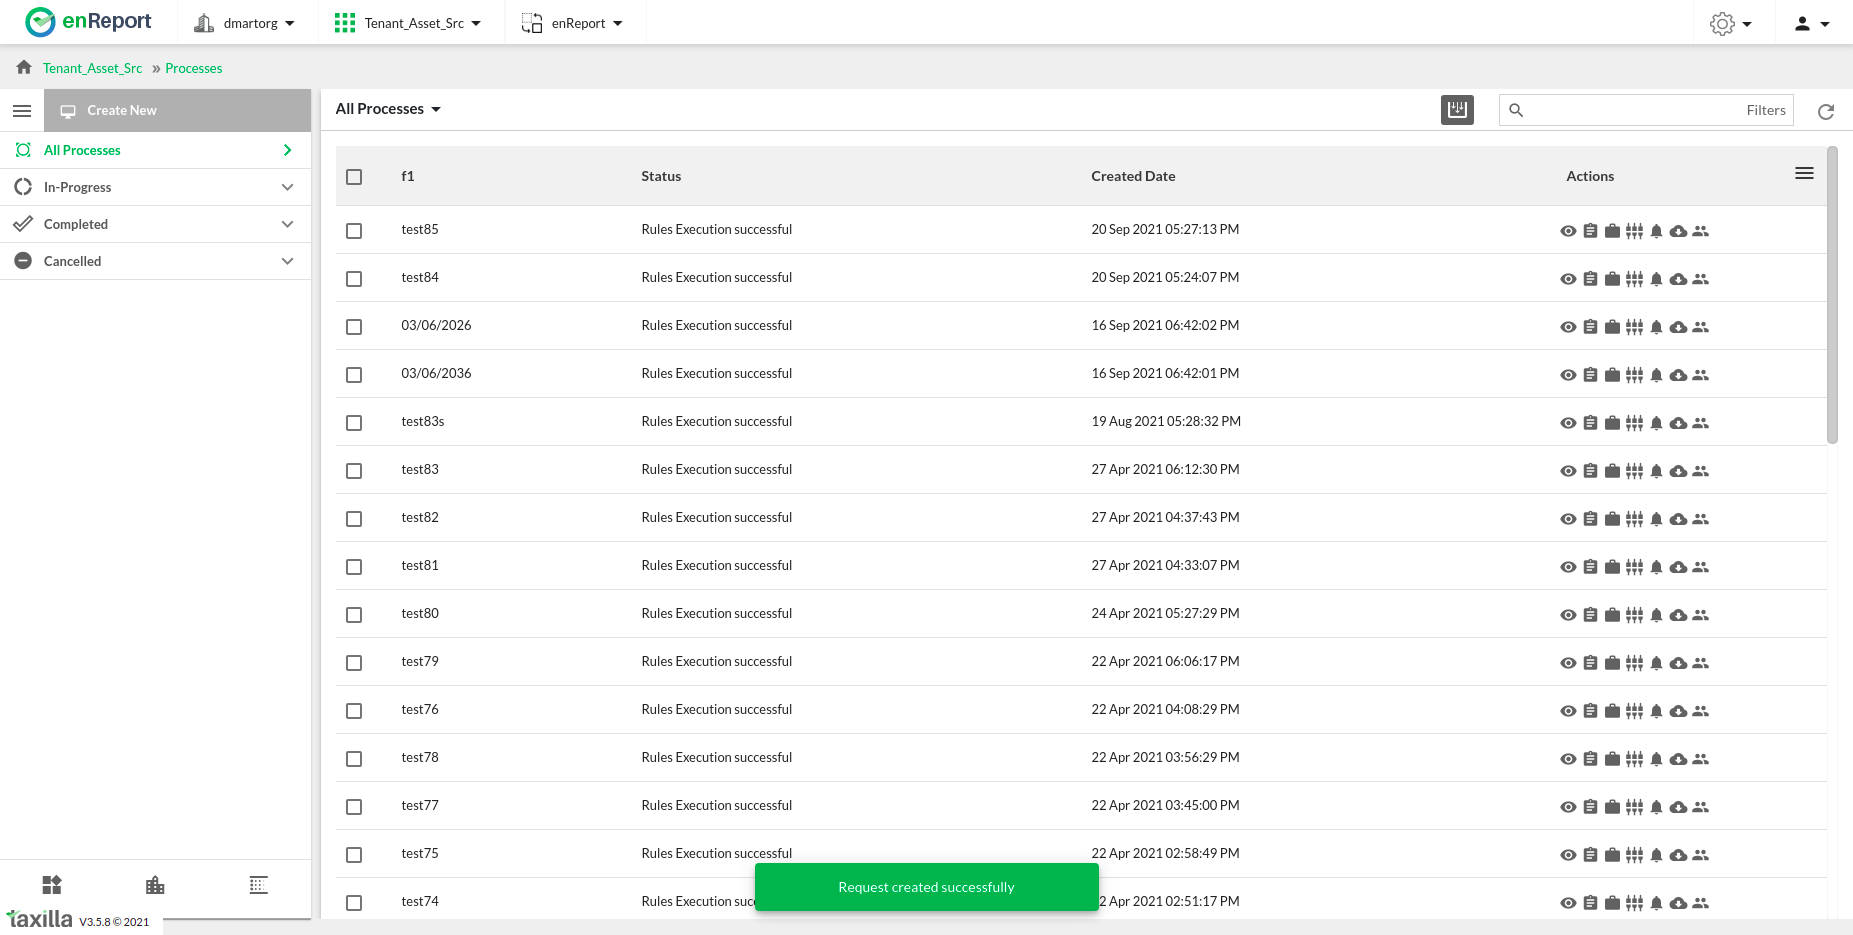 enReport dmartorg Tenant_Asset_Src enReport
Tenant_Asset_Src » Processes
Create New
All Processes
In-Progress
Completed
Cancelled
All Processes Filters
f1 Status Created Date Actions
test85 Rules Execution successful 20 Sep 2021 05:27:13 PM
test84 Rules Execution successful 20 Sep 2021 05:24:07 PM
03/06/2026 Rules Execution successful 16 Sep 2021 06:42:02 PM
03/06/2036 Rules Execution successful 16 Sep 2021 06:42:01 PM
test83s Rules Execution successful 19 Aug 2021 05:28:32 PM
test83 Rules Execution successful 27 Apr 2021 06:12:30 PM
test82 Rules Execution successful 27 Apr 2021 04:37:43 PM
test81 Rules Execution successful 27 Apr 2021 04:33:07 PM
test80 Rules Execution successful 24 Apr 2021 05:27:29 PM
test79 Rules Execution successful 22 Apr 2021 06:06:17 PM
test76 Rules Execution successful 22 Apr 2021 04:08:29 PM
test78 Rules Execution successful 22 Apr 2021 03:56:29 PM
test77 Rules Execution successful 22 Apr 2021 03:45:00 PM
test75 Rules Execution successful 22 Apr 2021 02:58:49 PM
Request created successfully
test74 Rules Execution succ 2 Apr 2021 02:51:17 PM
taxilla V3.5.8 © 2021